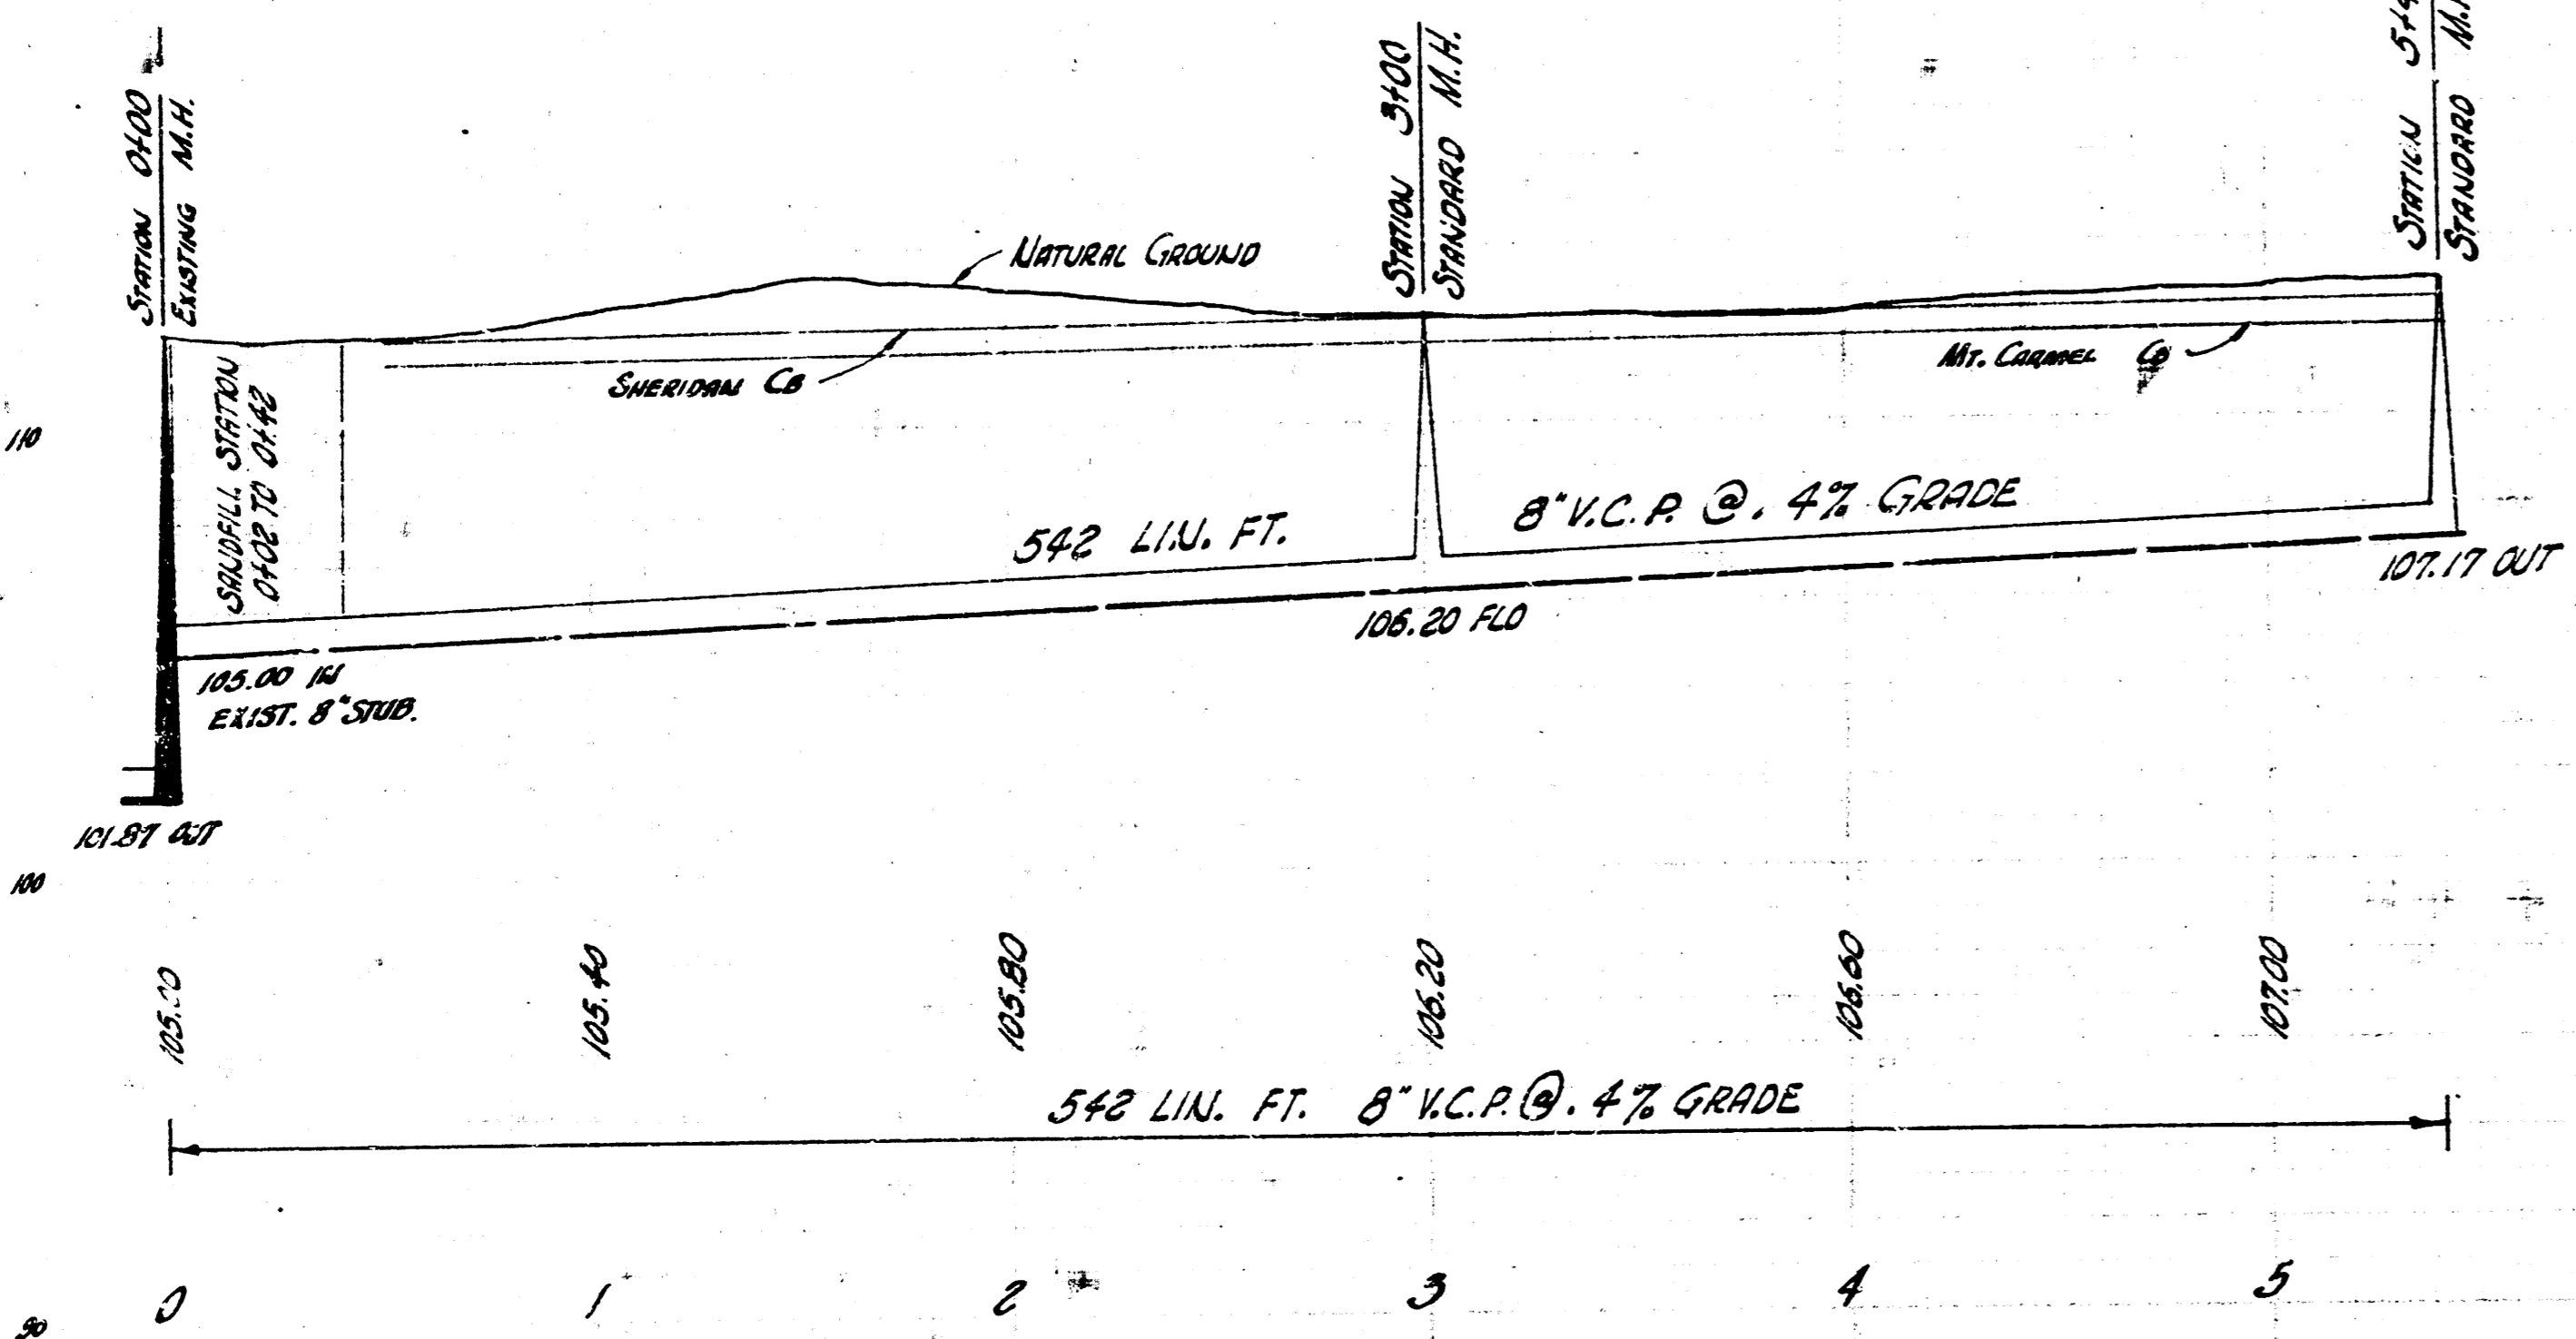 STATION 0+00
EXISTING M.H.
STATION 3+00
STANDARD M.H.
STATION
STANDARD
NATURAL GROUND
SHERIDAN CB
MT. CARMEL CB
SANDFILL STATION
0+02 TO 0+42
110
542 LIN. FT.
8" V.C.P. @ .4% GRADE
107.17 OUT
106.20 FLO
105.00 IN
EXIST. 8" STUB.
101.87 OUT
100
105.00
105.40
105.80
106.20
106.60
107.00
542 LIN. FT. 8" V.C.P. @ .4% GRADE
0 1 2 3 4 5
90